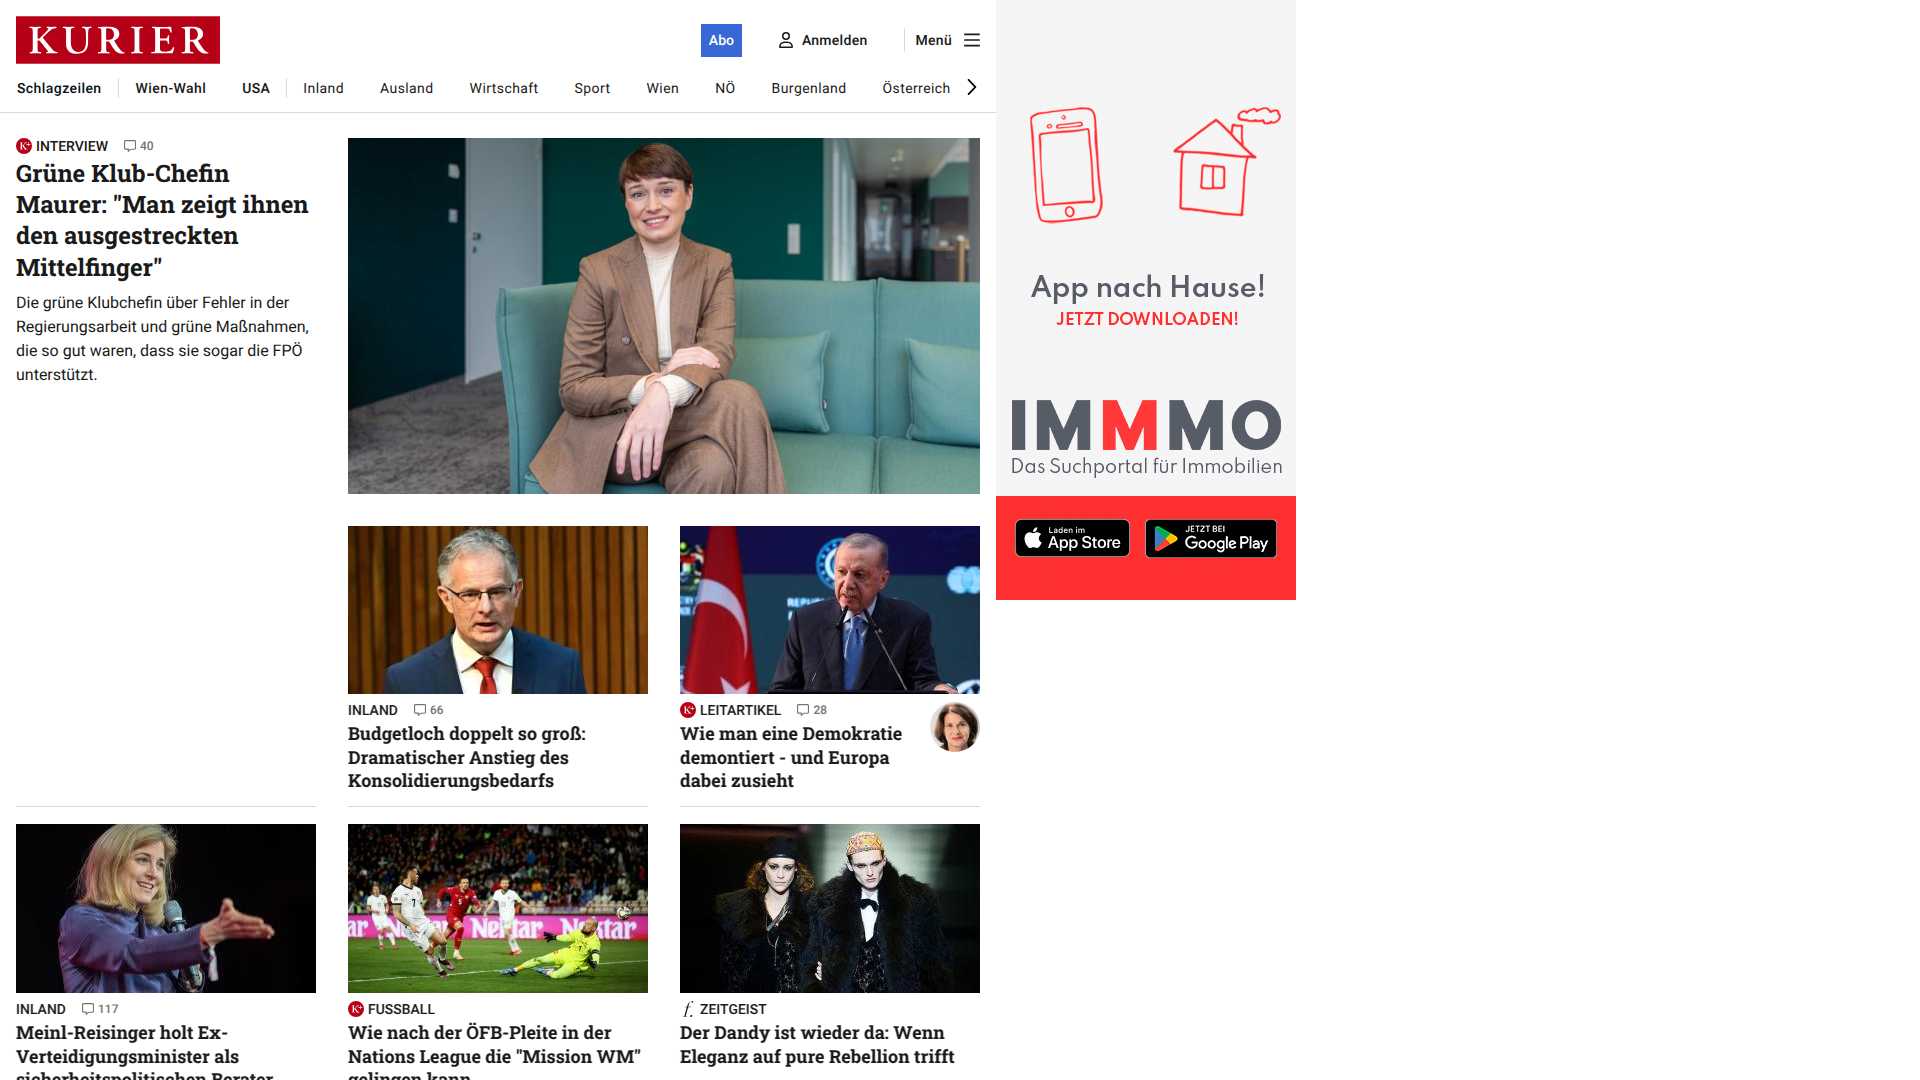 KURIER
Abo
Anmelden
Menü
Schlagzeilen
Wien-Wahl
USA
Inland
Ausland
Wirtschaft
Sport
Wien
NÖ
Burgenland
Österreich
K+ INTERVIEW 40
Grüne Klub-Chefin
Maurer: "Man zeigt ihnen
den ausgestreckten
Mittelfinger"
Die grüne Klubchefin über Fehler in der
Regierungsarbeit und grüne Maßnahmen,
die so gut waren, dass sie sogar die FPÖ
unterstützt.
INLAND 66
Budgetloch doppelt so groß:
Dramatischer Anstieg des
Konsolidierungsbedarfs
K+ LEITARTIKEL 28
Wie man eine Demokratie
demontiert - und Europa
dabei zusieht
INLAND 117
Meinl-Reisinger holt Ex-
Verteidigungsminister als
sicherheitspolitischen Berater
Nektar
K+ FUSSBALL
Wie nach der ÖFB-Pleite in der
Nations League die "Mission WM"
gelingen kann
f. ZEITGEIST
Der Dandy ist wieder da: Wenn
Eleganz auf pure Rebellion trifft
App nach Hause!
JETZT DOWNLOADEN!
IMMMO
Das Suchportal für Immobilien
Laden im
App Store
JETZT BEI
Google Play